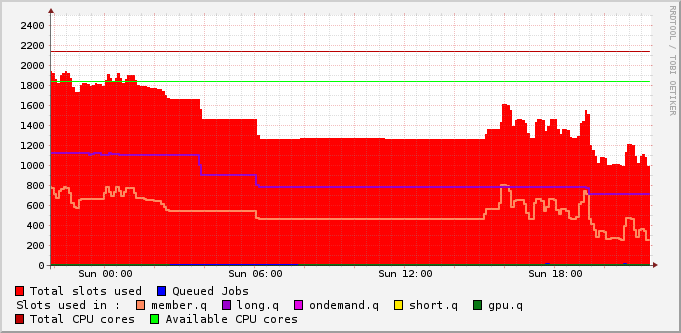 RRDTOOL / TOBI OETIKER
2400
2200
2000
1800
1600
1400
1200
1000
800
600
400
200
0
Sun 00:00 Sun 06:00 Sun 12:00 Sun 18:00
Total slots used Queued Jobs
Slots used in : member.q long.q ondemand.q short.q gpu.q
Total CPU cores Available CPU cores